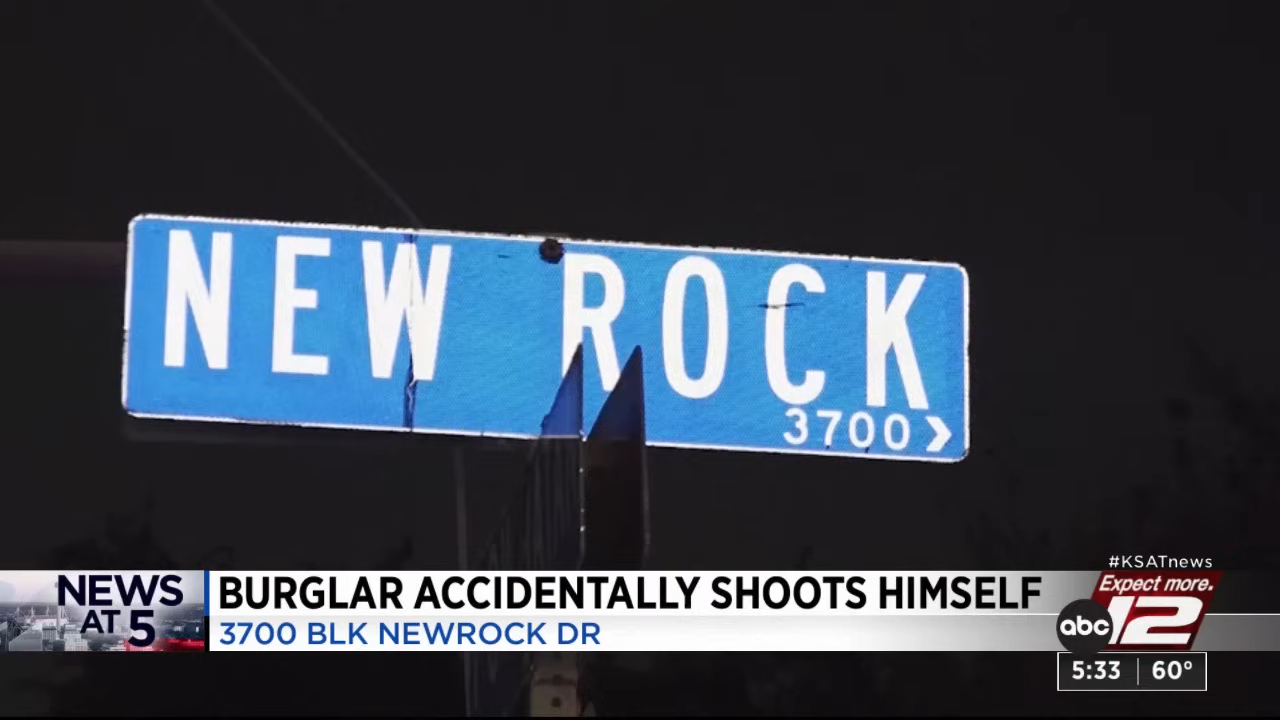 NEW ROCK
3700 >
#KSATnews
NEWS
AT 5
BURGLAR ACCIDENTALLY SHOOTS HIMSELF
3700 BLK NEWROCK DR
Expect more.
abc 12
5:33 | 60°